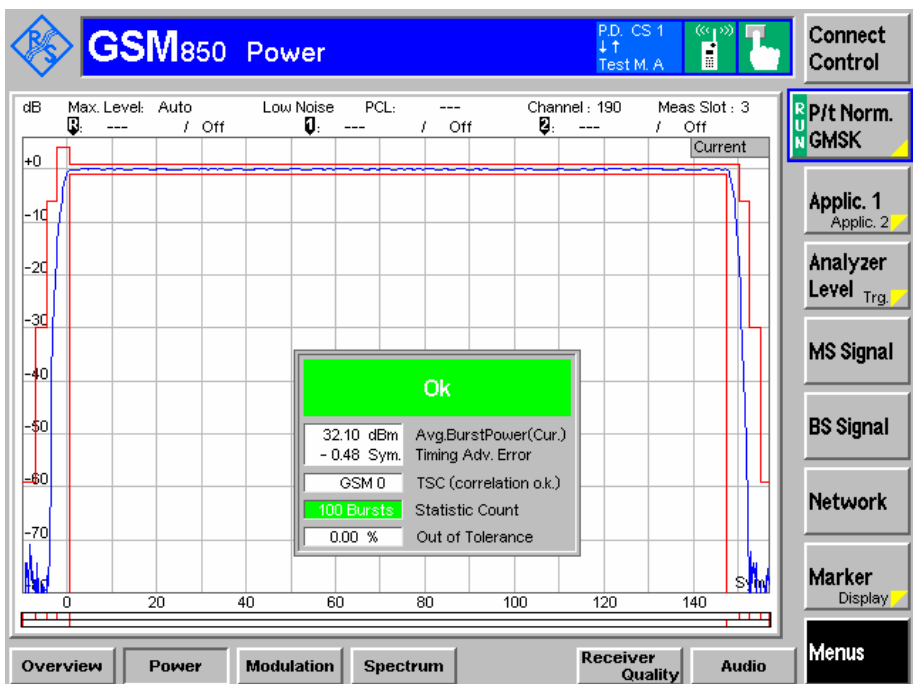 R&S
GSM850 Power
P.D. CS 1
Test M. A
Connect Control
dB Max. Level: Auto Low Noise PCL: --- Channel : 190 Meas Slot : 3
R: --- / Off 1: --- / Off 2: --- / Off
Current
+0
-10
-20
-30
-40
-50
-60
-70
Ok
32.10 dBm Avg.BurstPower(Cur.)
- 0.48 Sym. Timing Adv. Error
GSM 0 TSC (correlation o.k.)
100 Bursts Statistic Count
0.00 % Out of Tolerance
Sym
0 20 40 60 80 100 120 140
RUN
P/t Norm.
GMSK
Applic. 1
Applic. 2
Analyzer
Level Trg.
MS Signal
BS Signal
Network
Marker
Display
Menus
Overview Power Modulation Spectrum Receiver Quality Audio